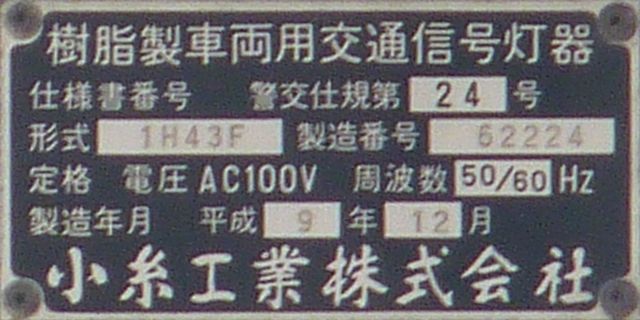 樹脂製車両用交通信号灯器
仕様書番号 警交仕規第 24 号
形式 1H43F 製造番号 62224
定格 電圧 AC100V 周波数 50/60 Hz
製造年月 平成 9 年 12 月
小糸工業株式会社